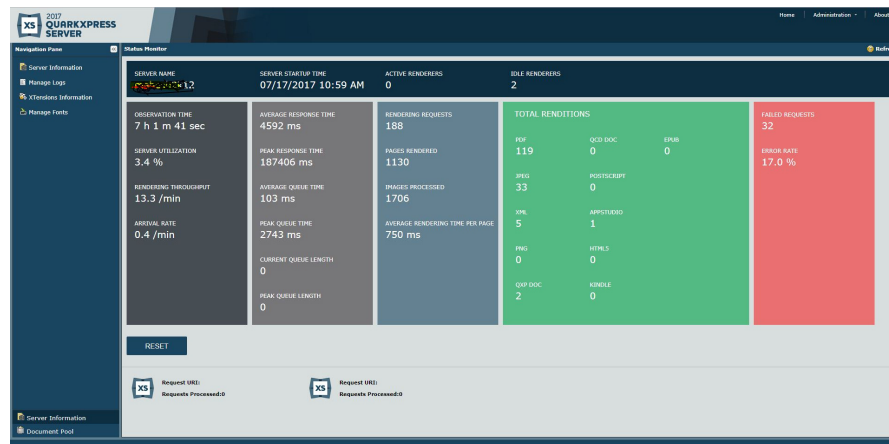 2017
XS QUARKXPRESS
SERVER
Home Administration About
Navigation Pane
Status Monitor
Refre
Server Information
Manage Logs
XTensions Information
Manage Fonts
SERVER NAME
SERVER STARTUP TIME
07/17/2017 10:59 AM
ACTIVE RENDERERS
0
IDLE RENDERERS
2
OBSERVATION TIME
7 h 1 m 41 sec
SERVER UTILIZATION
3.4 %
RENDERING THROUGHPUT
13.3 /min
ARRIVAL RATE
0.4 /min
AVERAGE RESPONSE TIME
4592 ms
PEAK RESPONSE TIME
187406 ms
AVERAGE QUEUE TIME
103 ms
PEAK QUEUE TIME
2743 ms
CURRENT QUEUE LENGTH
0
PEAK QUEUE LENGTH
0
RENDERING REQUESTS
188
PAGES RENDERED
1130
IMAGES PROCESSED
1706
AVERAGE RENDERING TIME PER PAGE
750 ms
TOTAL RENDITIONS
PDF
119
QCD DOC
0
EPUB
0
JPEG
33
POSTSCRIPT
0
XML
5
APPSTUDIO
1
PNG
0
HTML5
0
QXP DOC
2
KINDLE
0
FAILED REQUESTS
32
ERROR RATE
17.0 %
RESET
XS
Request URI:
Requests Processed:0
XS
Request URI:
Requests Processed:0
Server Information
Document Pool